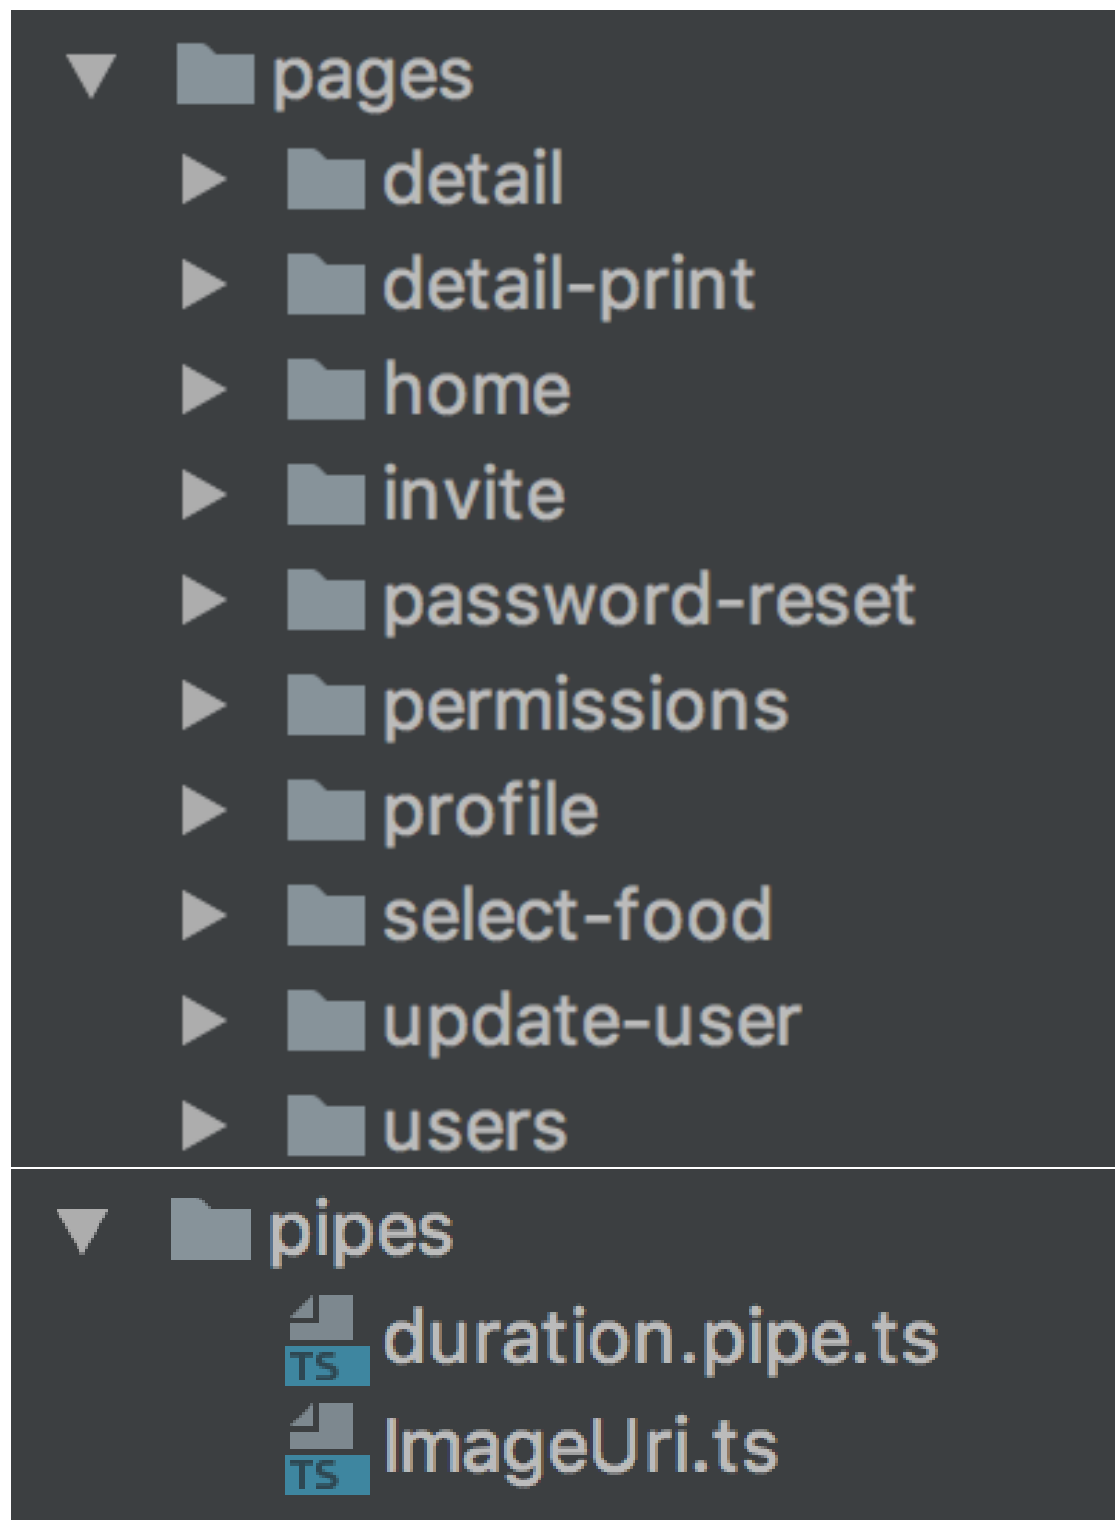 pages
detail
detail-print
home
invite
password-reset
permissions
profile
select-food
update-user
users
pipes
TS duration.pipe.ts
TS ImageUri.ts